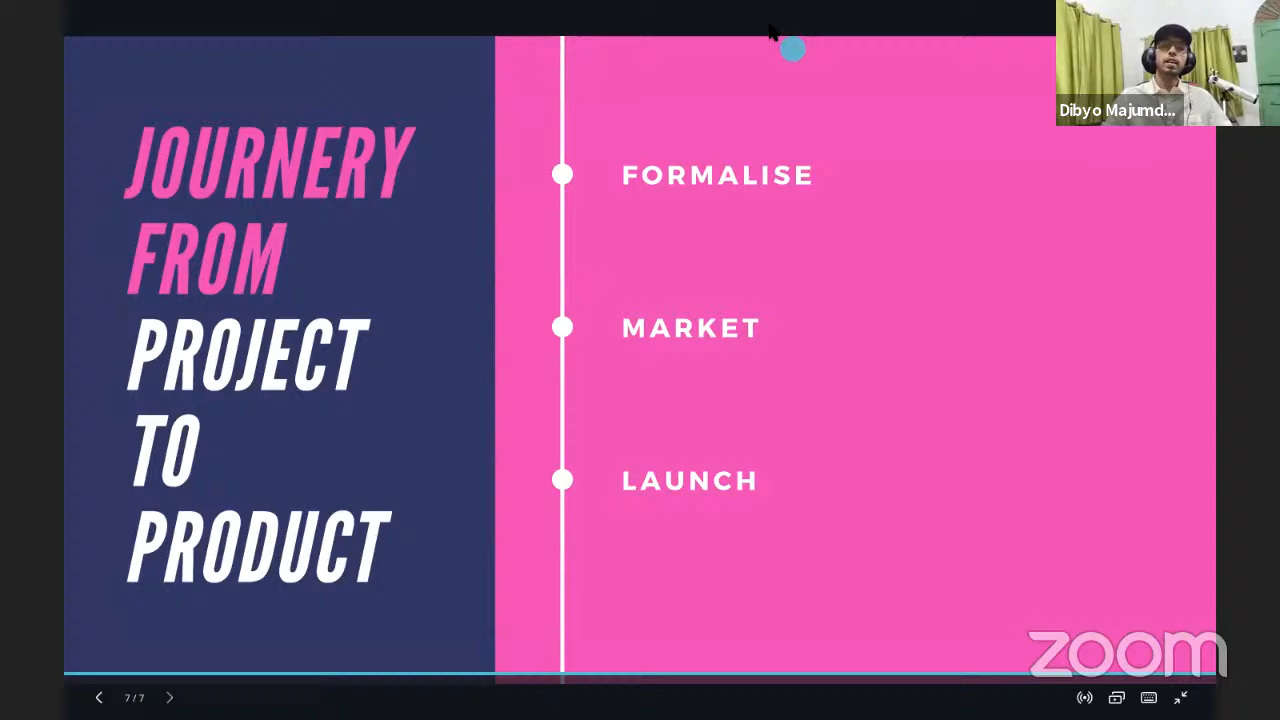 JOURNERY
FROM
PROJECT
TO
PRODUCT
FORMALISE
MARKET
LAUNCH
Dibyo Majumd...
zoom
7/7